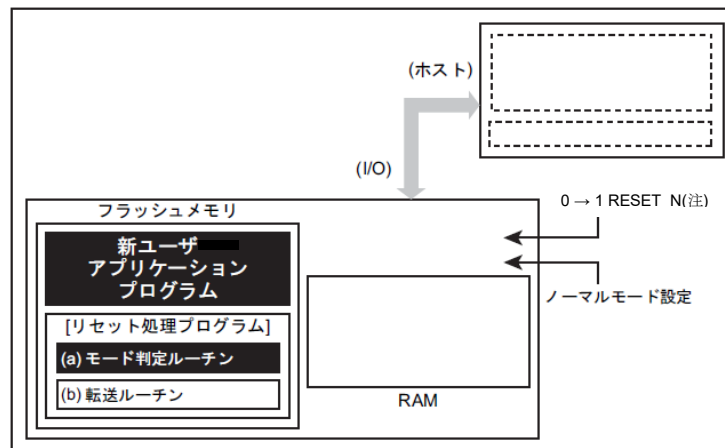 (ホスト)
(I/O)
0 → 1 RESET N(注)
ノーマルモード設定
フラッシュメモリ
新ユーザ
アプリケーション
プログラム
[リセット処理プログラム]
(a) モード判定ルーチン
(b) 転送ルーチン
RAM